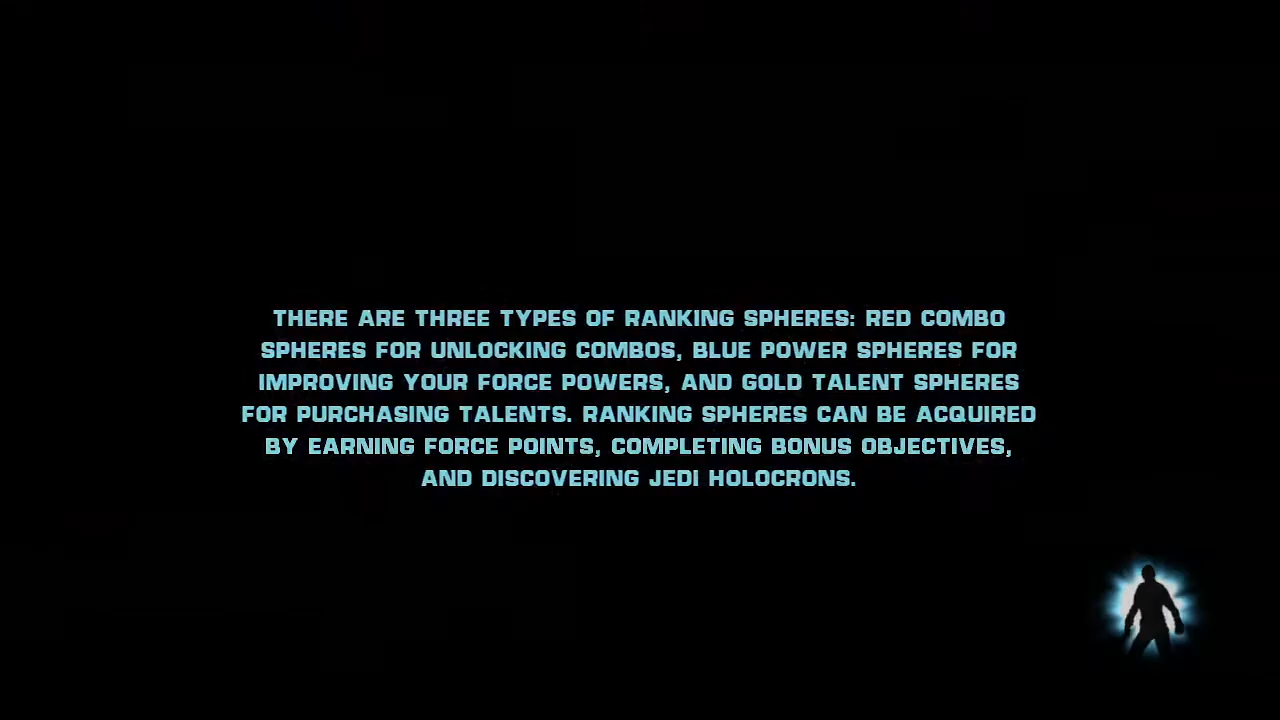 THERE ARE THREE TYPES OF RANKING SPHERES: RED COMBO
SPHERES FOR UNLOCKING COMBOS, BLUE POWER SPHERES FOR
IMPROVING YOUR FORCE POWERS, AND GOLD TALENT SPHERES
FOR PURCHASING TALENTS. RANKING SPHERES CAN BE ACQUIRED
BY EARNING FORCE POINTS, COMPLETING BONUS OBJECTIVES,
AND DISCOVERING JEDI HOLOCRONS.